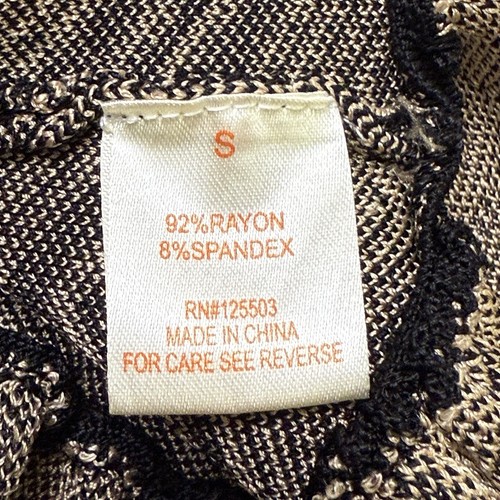 S
92%RAYON
8%SPANDEX
RN#125503
MADE IN CHINA
FOR CARE SEE REVERSE